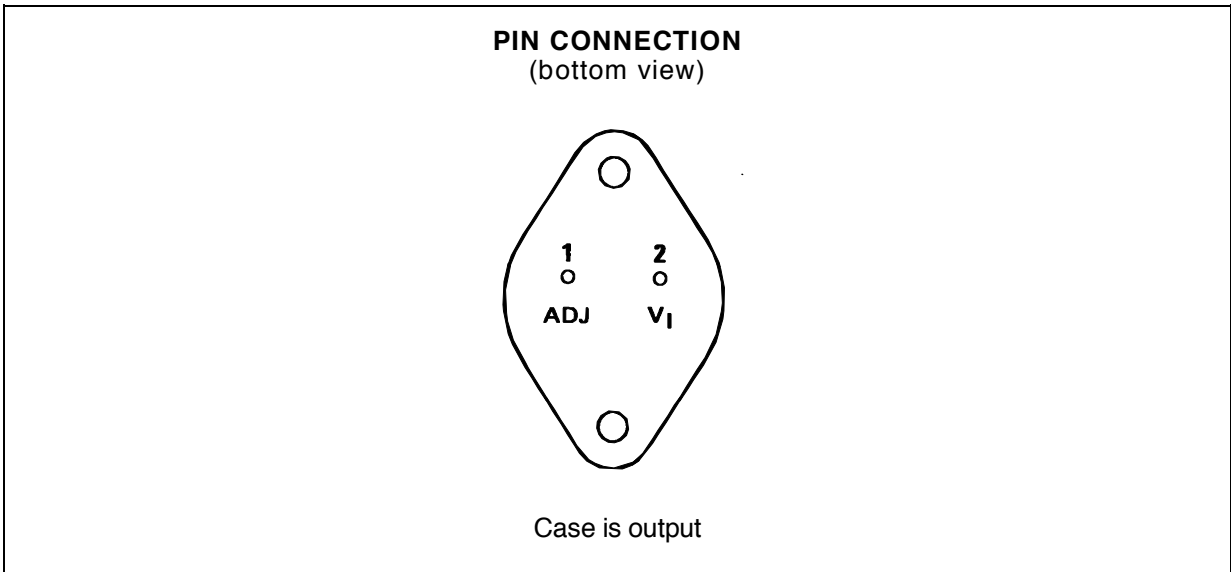 PIN CONNECTION
(bottom view)
1 2
ADJ VI
Case is output